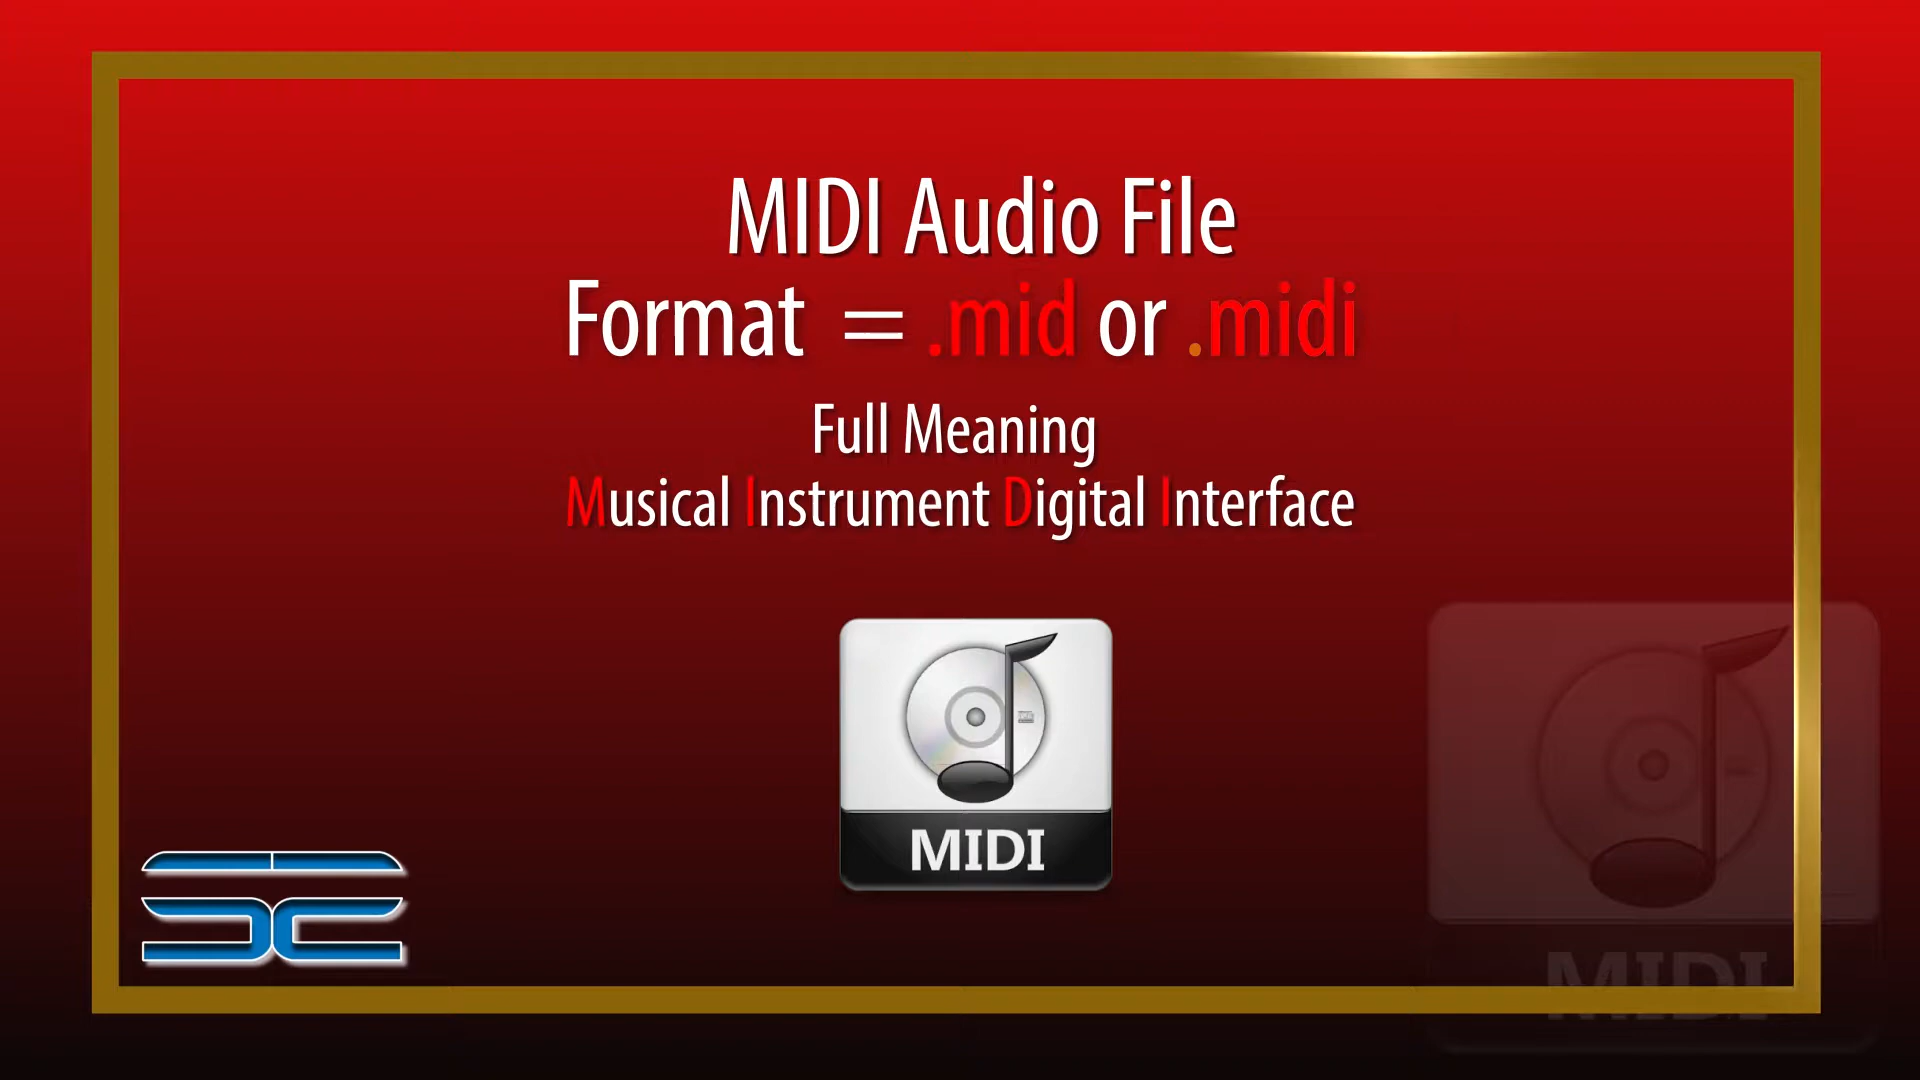 MIDI Audio File
Format = .mid or .midi
Full Meaning
Musical Instrument Digital Interface
MIDI
MIDI